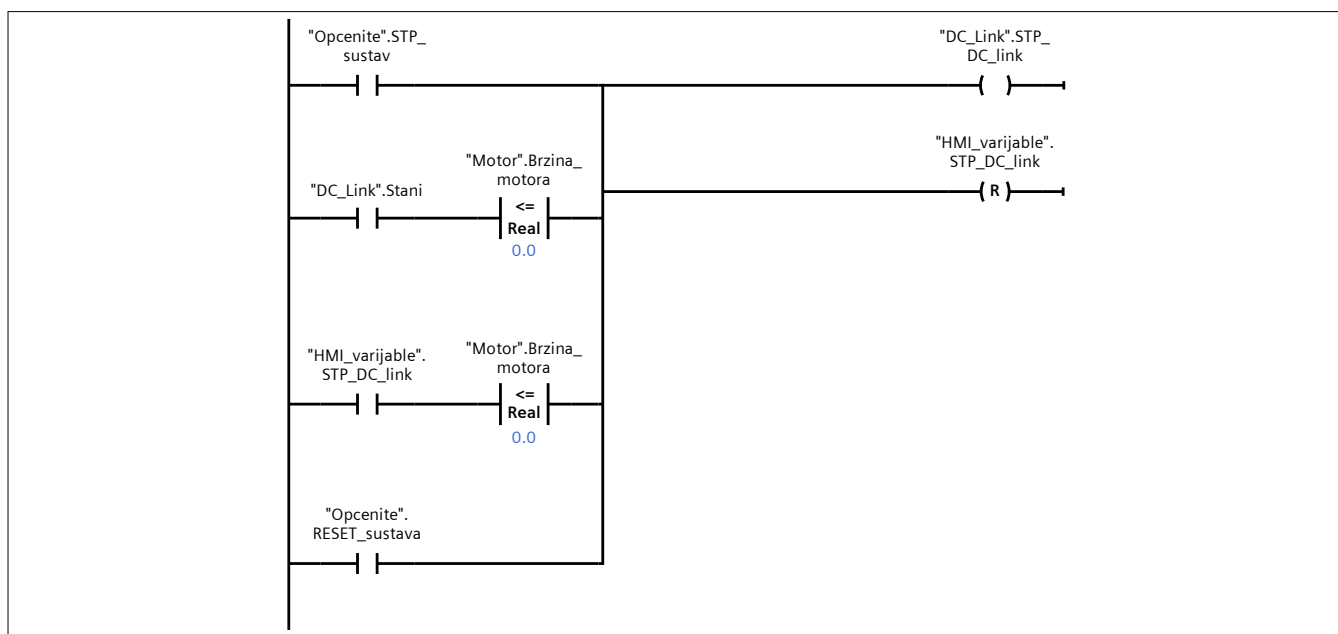 "Opcenite".STP_
sustav
"DC_Link".STP_
DC_link
"HMI_varijable".
STP_DC_link
R
"Motor".Brzina_
motora
"DC_Link".Stani
<=
Real
0.0
"HMI_varijable".
STP_DC_link
"Motor".Brzina_
motora
<=
Real
0.0
"Opcenite".
RESET_sustava